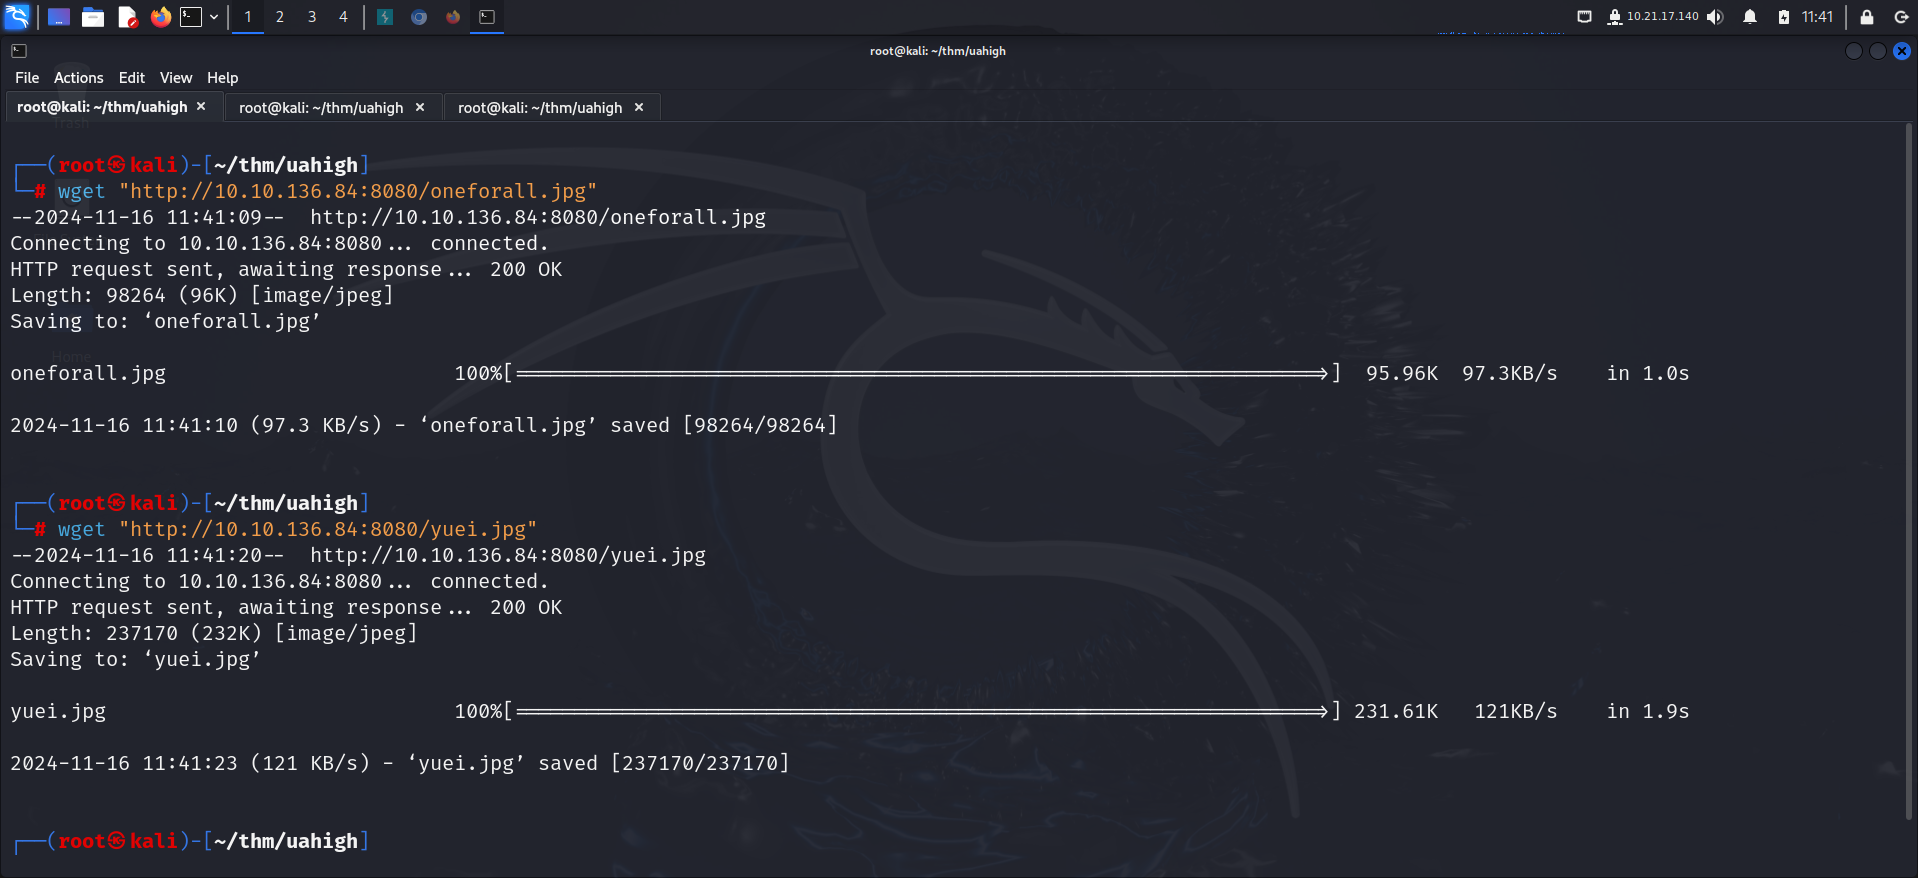 1 2 3 4 10.21.17.140 11:41
root@kali: ~/thm/uahigh
File Actions Edit View Help
root@kali: ~/thm/uahigh × root@kali: ~/thm/uahigh × root@kali: ~/thm/uahigh ×
Trash
┌──(root㉿kali)-[~/thm/uahigh]
└─# wget "http://10.10.136.84:8080/oneforall.jpg"
--2024-11-16 11:41:09--  http://10.10.136.84:8080/oneforall.jpg
Connecting to 10.10.136.84:8080... connected.
HTTP request sent, awaiting response... 200 OK
Length: 98264 (96K) [image/jpeg]
Saving to: ‘oneforall.jpg’
Home
oneforall.jpg 100%[===================================================================>] 95.96K 97.3KB/s in 1.0s
2024-11-16 11:41:10 (97.3 KB/s) - ‘oneforall.jpg’ saved [98264/98264]
┌──(root㉿kali)-[~/thm/uahigh]
└─# wget "http://10.10.136.84:8080/yuei.jpg"
--2024-11-16 11:41:20--  http://10.10.136.84:8080/yuei.jpg
Connecting to 10.10.136.84:8080... connected.
HTTP request sent, awaiting response... 200 OK
Length: 237170 (232K) [image/jpeg]
Saving to: ‘yuei.jpg’
yuei.jpg 100%[===================================================================>] 231.61K 121KB/s in 1.9s
2024-11-16 11:41:23 (121 KB/s) - ‘yuei.jpg’ saved [237170/237170]
┌──(root㉿kali)-[~/thm/uahigh]